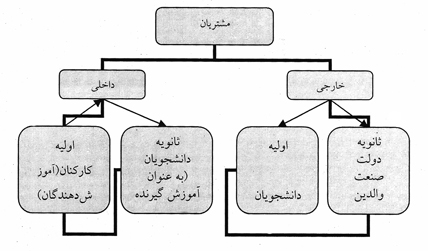 مشتریان
خارجی
داخلی
ثانویه
دولت
صنعت
والدین
اولیه
دانشجویان
ثانویه
دانشجویان
(به عنوان
آموزش گیرنده
اولیه
کارکنان(آموز
ش‌دهندگان)